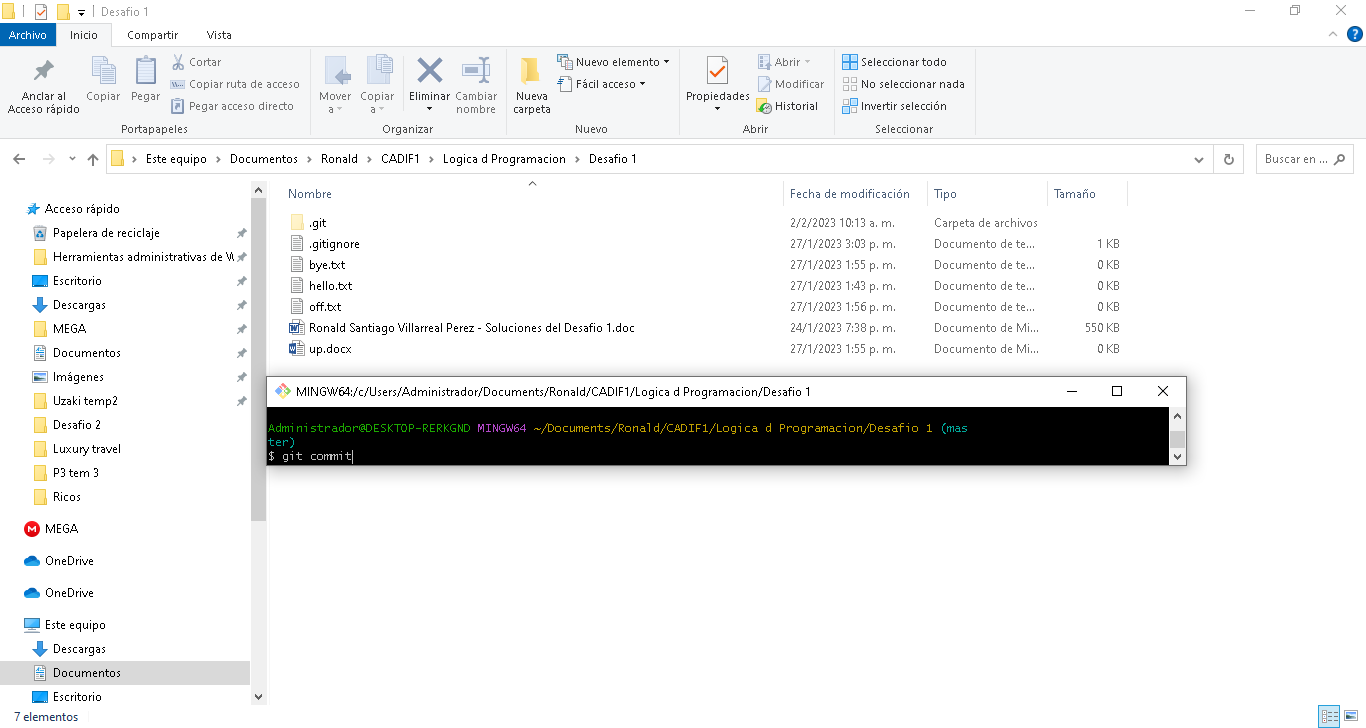 Desafio 1
Archivo Inicio Compartir Vista
Anclar al Acceso rápido
Copiar
Pegar
Cortar
Copiar ruta de acceso
Pegar acceso directo
Portapapeles
Mover a
Copiar a
Eliminar
Cambiar nombre
Organizar
Nueva carpeta
Nuevo elemento
Fácil acceso
Nuevo
Propiedades
Abrir
Modificar
Historial
Abrir
Seleccionar todo
No seleccionar nada
Invertir selección
Seleccionar
Este equipo > Documentos > Ronald > CADIF1 > Logica d Programacion > Desafio 1
Buscar en ...
Acceso rápido
Papelera de reciclaje
Herramientas administrativas de W
Escritorio
Descargas
MEGA
Documentos
Imágenes
Uzaki temp2
Desafio 2
Luxury travel
P3 tem 3
Ricos
MEGA
OneDrive
OneDrive
Este equipo
Descargas
Documentos
Escritorio
Nombre Fecha de modificación Tipo Tamaño
.git 2/2/2023 10:13 a. m. Carpeta de archivos
.gitignore 27/1/2023 3:03 p. m. Documento de te... 1 KB
bye.txt 27/1/2023 1:55 p. m. Documento de te... 0 KB
hello.txt 27/1/2023 1:43 p. m. Documento de te... 0 KB
off.txt 27/1/2023 1:56 p. m. Documento de te... 0 KB
Ronald Santiago Villarreal Perez - Soluciones del Desafio 1.doc 24/1/2023 7:38 p. m. Documento de Mi... 550 KB
up.docx 27/1/2023 1:55 p. m. Documento de Mi... 0 KB
MINGW64:/c/Users/Administrador/Documents/Ronald/CADIF1/Logica d Programacion/Desafio 1
Administrador@DESKTOP-RERKGND MINGW64 ~/Documents/Ronald/CADIF1/Logica d Programacion/Desafio 1 (mas
ter)
$ git commit
7 elementos